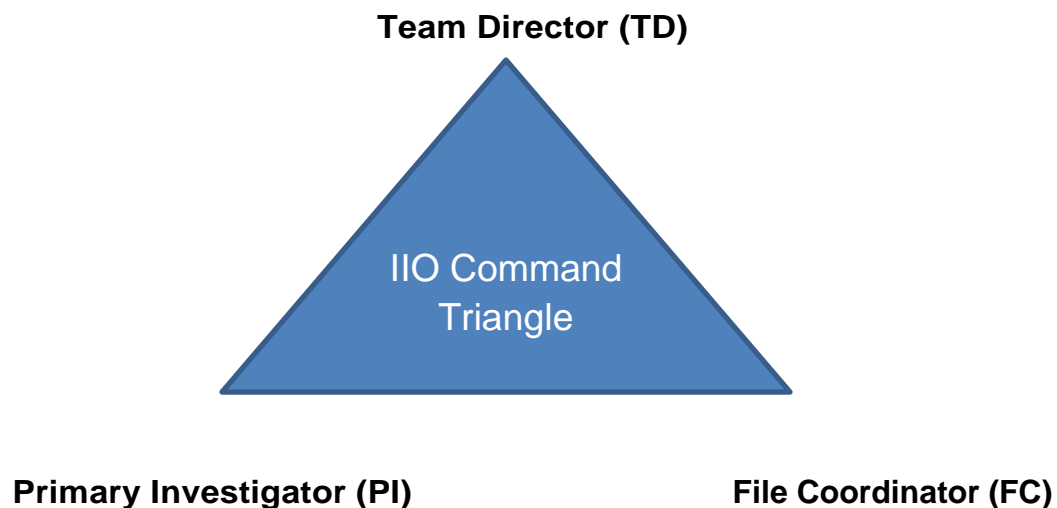 Team Director (TD)
IIO Command
Triangle
Primary Investigator (PI)
File Coordinator (FC)